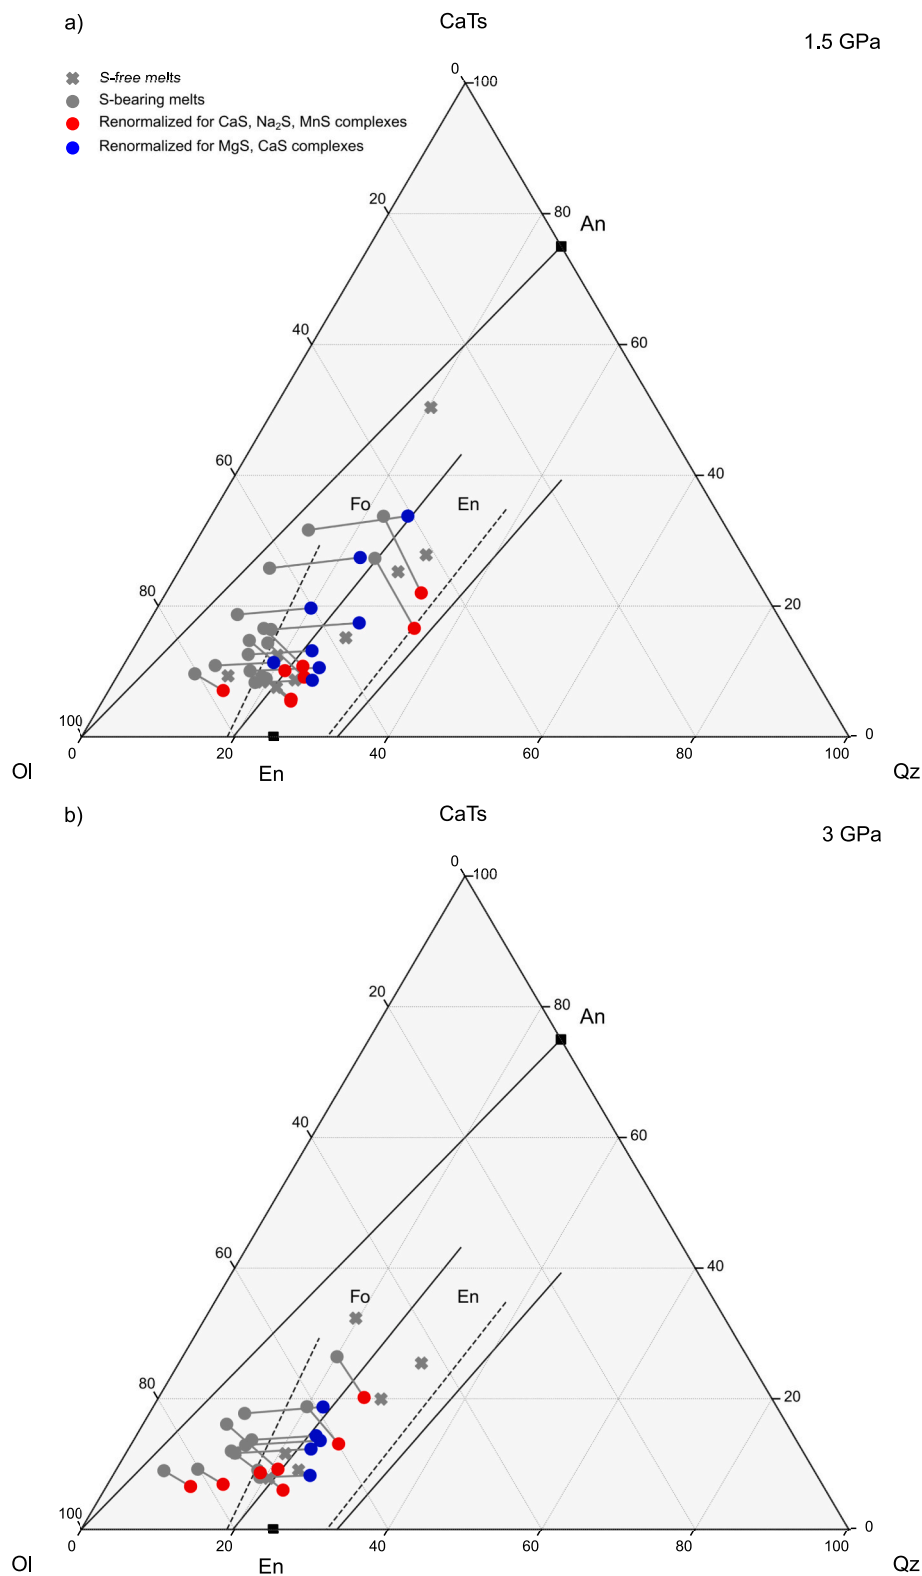 a)
CaTs
1.5 GPa
S-free melts
S-bearing melts
Renormalized for CaS, Na₂S, MnS complexes
Renormalized for MgS, CaS complexes
0
100
20
80
An
40
60
60
40
Fo
En
80
20
100
0
0
20
40
60
80
100
Ol
En
Qz
b)
CaTs
3 GPa
0
100
20
80
An
40
60
60
40
Fo
En
80
20
100
0
0
20
40
60
80
100
Ol
En
Qz